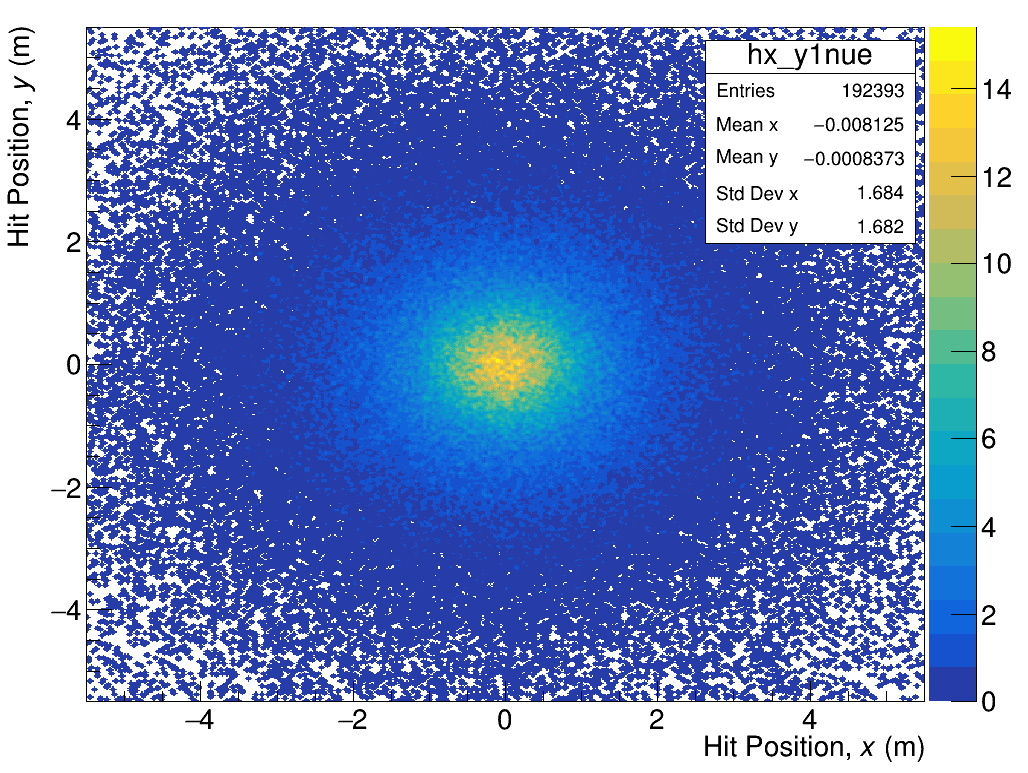 Hit Position, y (m)
hx_y1nue
Entries 192393
Mean x −0.008125
Mean y −0.0008373
Std Dev x 1.684
Std Dev y 1.682
4
2
0
−2
−4
−4 −2 0 2 4
Hit Position, x (m)
14
12
10
8
6
4
2
0